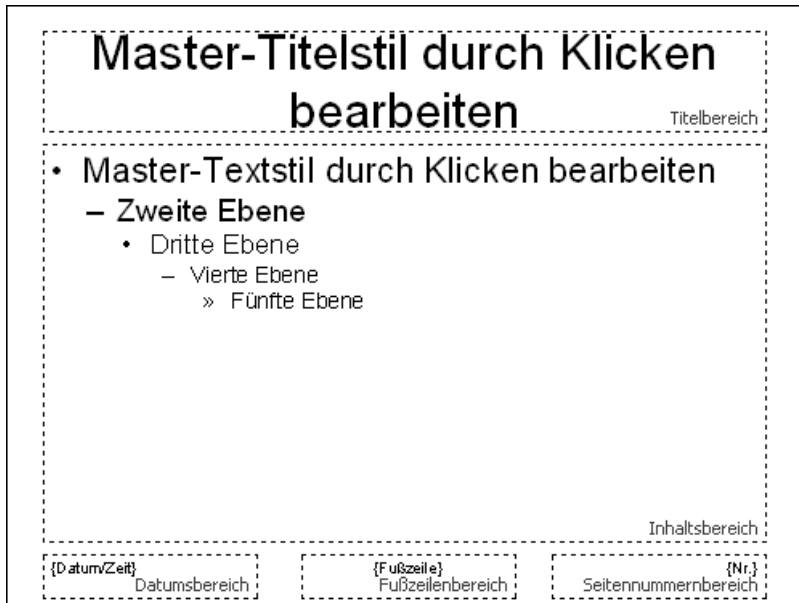 Master-Titelstil durch Klicken
bearbeiten
Titelbereich
• Master-Textstil durch Klicken bearbeiten
– Zweite Ebene
• Dritte Ebene
– Vierte Ebene
» Fünfte Ebene
Inhaltsbereich
{Datum/Zeit}
Datumsbereich
{Fußzeile}
Fußzeilenbereich
{Nr.}
Seitennummernbereich